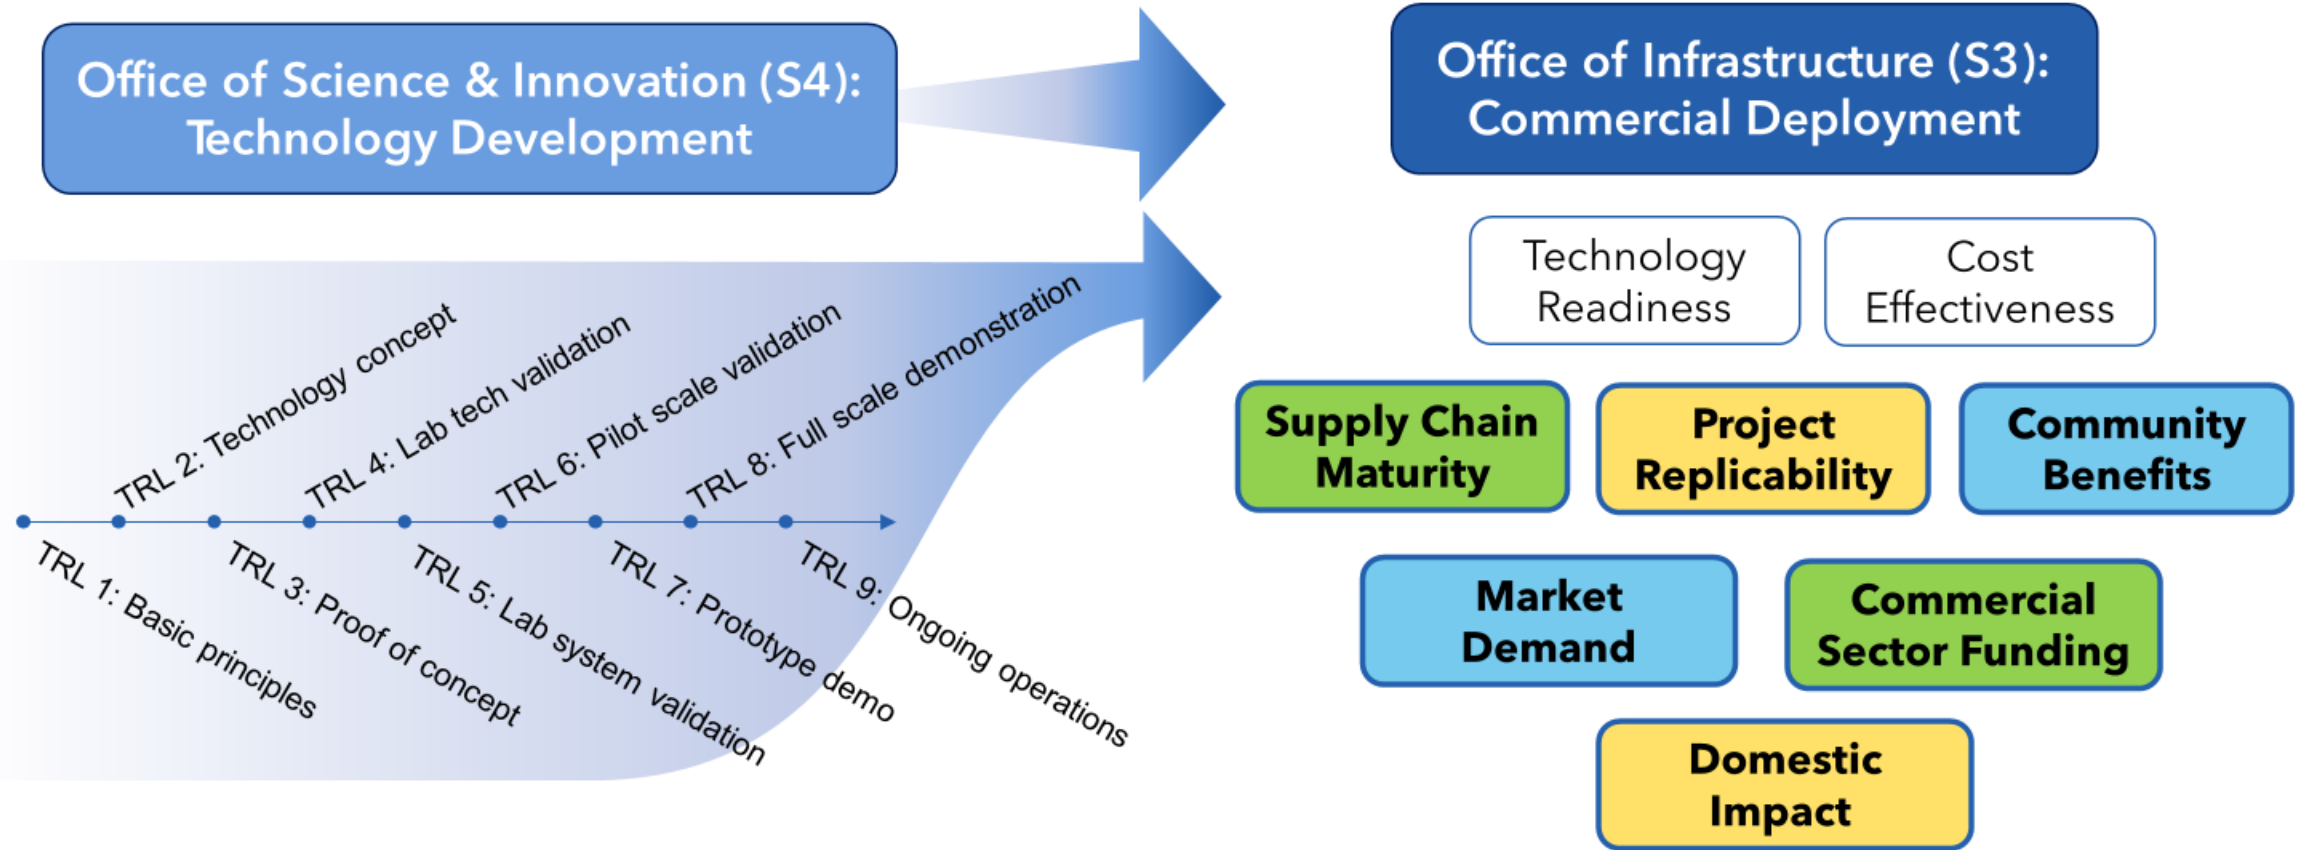 Office of Science & Innovation (S4):
Technology Development
Office of Infrastructure (S3):
Commercial Deployment
TRL 1: Basic principles
TRL 2: Technology concept
TRL 3: Proof of concept
TRL 4: Lab tech validation
TRL 5: Lab system validation
TRL 6: Pilot scale validation
TRL 7: Prototype demo
TRL 8: Full scale demonstration
TRL 9: Ongoing operations
Technology
Readiness
Cost
Effectiveness
Supply Chain
Maturity
Project
Replicability
Community
Benefits
Market
Demand
Commercial
Sector Funding
Domestic
Impact